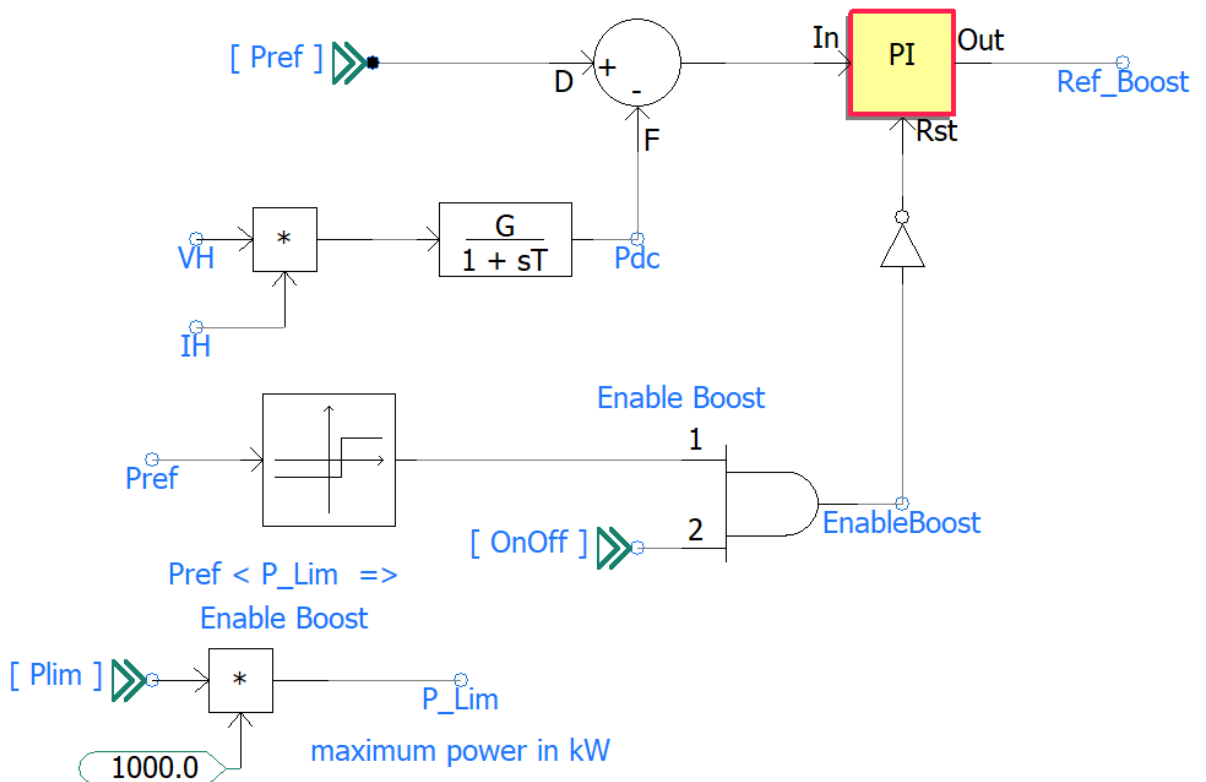 [ Pref ]
D
+
-
F
In
PI
Out
Rst
Ref_Boost
VH
IH
*
G
1 + sT
Pdc
Pref
Enable Boost
1
2
[ OnOff ]
EnableBoost
Pref < P_Lim =>
Enable Boost
[ Plim ]
*
P_Lim
1000.0
maximum power in kW